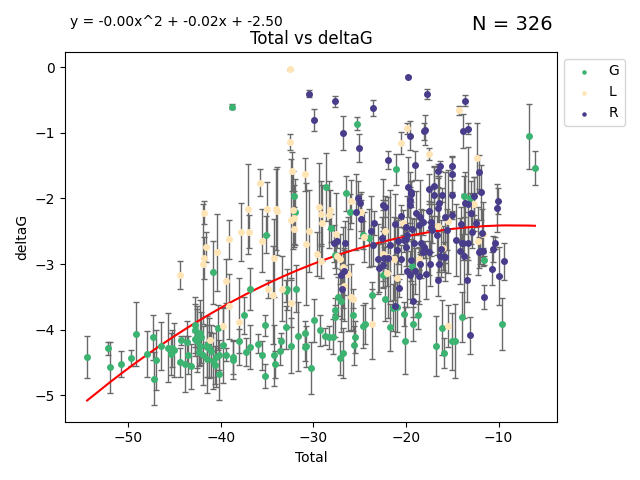 y = -0.00x^2 + -0.02x + -2.50
N = 326
Total vs deltaG
G
L
R
0
−1
−2
−3
−4
−5
deltaG
−50 −40 −30 −20 −10
Total